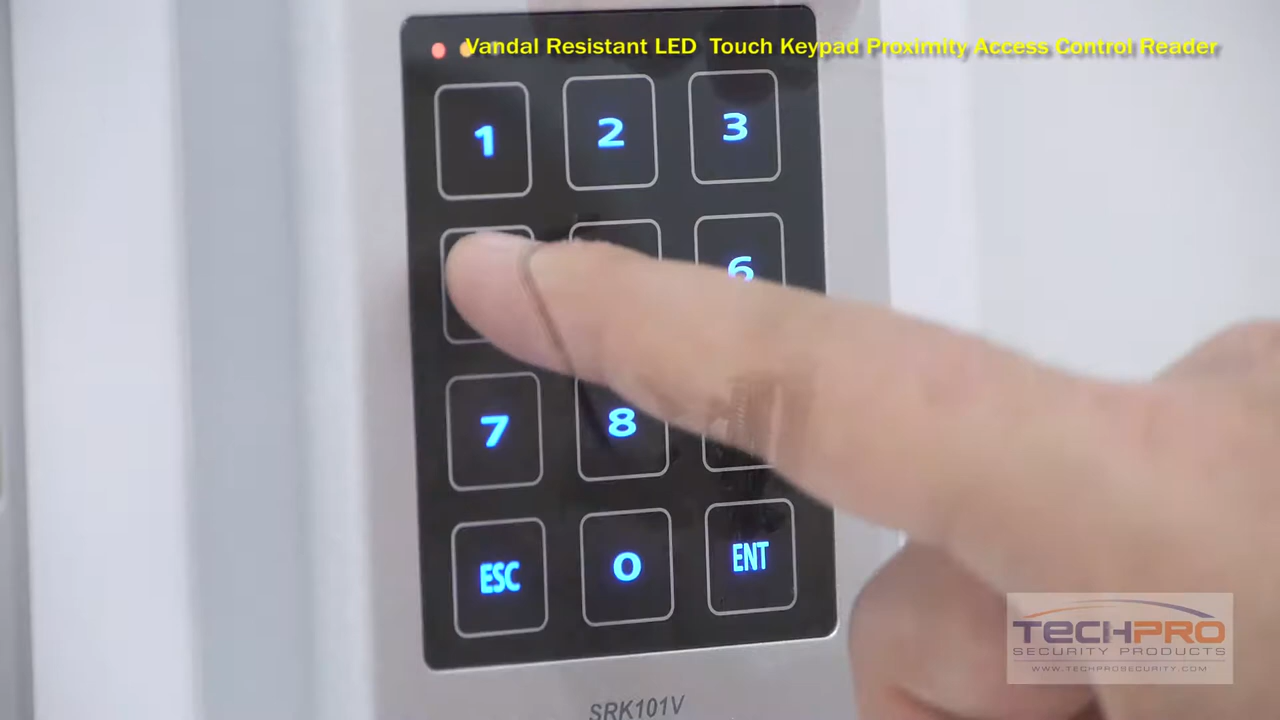 Vandal Resistant LED Touch Keypad Proximity Access Control Reader
1 2 3
6
7 8
ESC 0 ENT
TECHPRO
SECURITY PRODUCTS
WWW.TECHPROSECURITY.COM
SRK101V